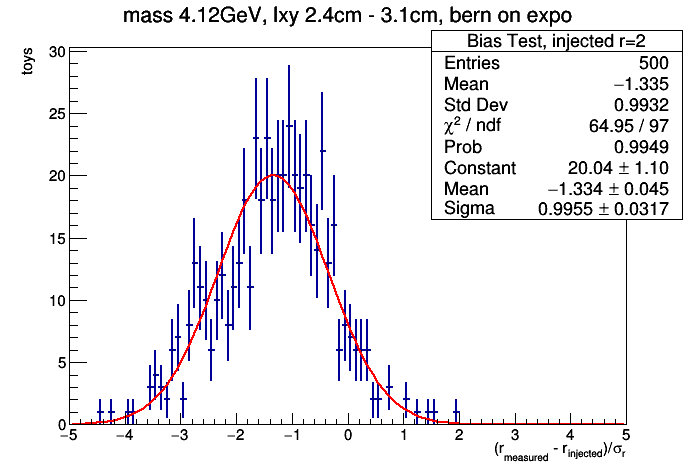 mass 4.12GeV, lxy 2.4cm - 3.1cm, bern on expo
Bias Test, injected r=2
Entries 500
Mean −1.335
Std Dev 0.9932
χ² / ndf 64.95 / 97
Prob 0.9949
Constant 20.04 ± 1.10
Mean −1.334 ± 0.045
Sigma 0.9955 ± 0.0317
toys
30
25
20
15
10
5
0
−5 −4 −3 −2 −1 0 1 2 3 4 5
(r_measured - r_injected)/σ_r